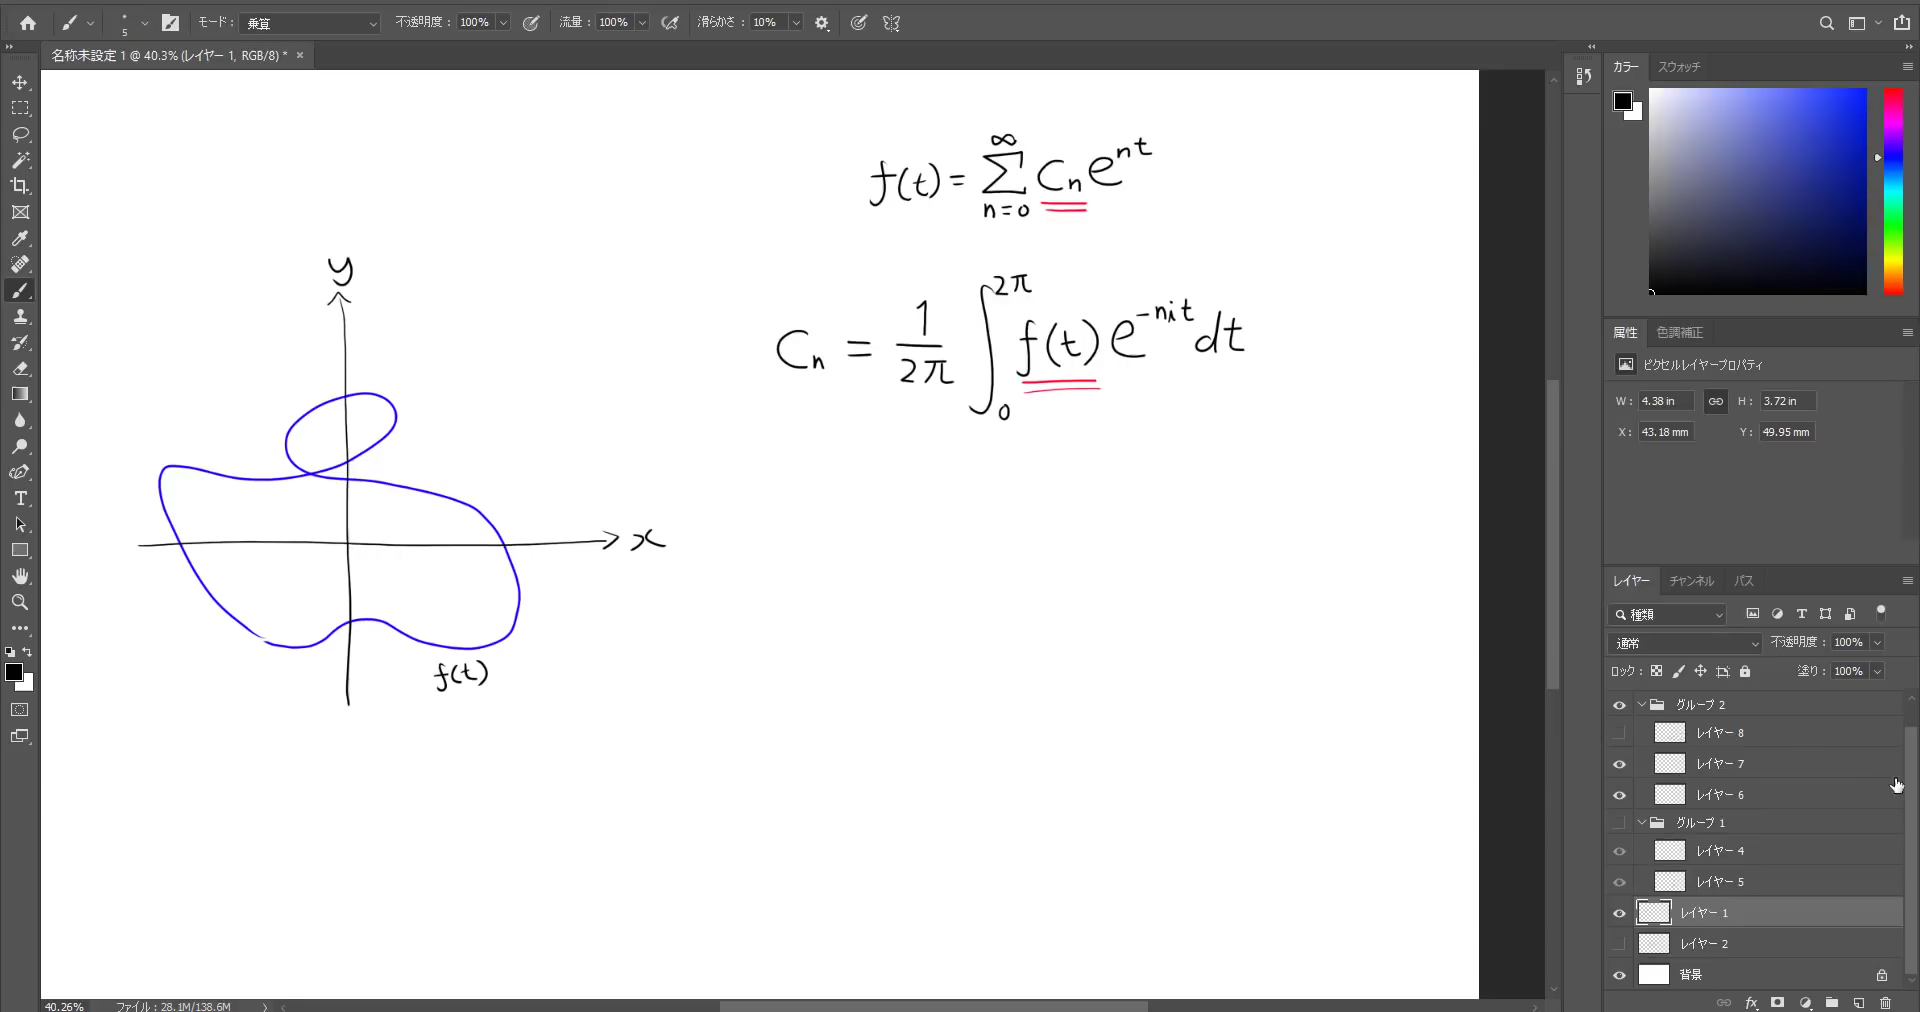 モード: 乗算 不透明度: 100% 流量: 100% 滑らかさ: 10%
5
名称未設定 1 @ 40.3% (レイヤー 1, RGB/8) * ×
f(t) = ∑ Cn e^nt
∞
n=0
Cn = 1/2π ∫ f(t) e^-nit dt
2π
0
y
x
f(t)
カラー スウォッチ
属性 色調補正
ピクセルレイヤープロパティ
W: 4.38 in H: 3.72 in
X: 43.18 mm Y: 49.95 mm
レイヤー チャンネル パス
種類
通常 不透明度: 100%
ロック: 塗り: 100%
グループ 2
レイヤー 8
レイヤー 7
レイヤー 6
グループ 1
レイヤー 4
レイヤー 5
レイヤー 1
レイヤー 2
背景
fx
40.26% ファイル: 28.1M/138.6M